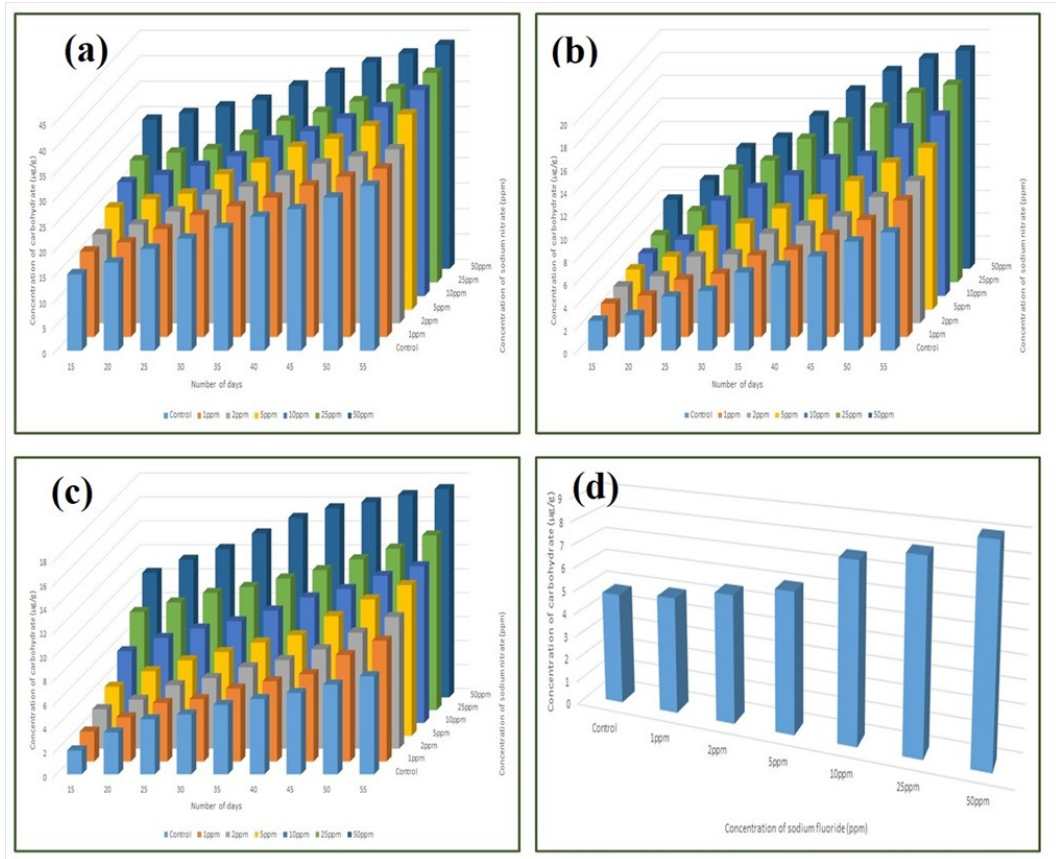 (a)
Concentration of carbohydrate (µg/g)
45
40
35
30
25
20
15
10
5
0
15 20 25 30 35 40 45 50 55
Number of days
Control
1ppm
2ppm
5ppm
10ppm
25ppm
50ppm
Concentration of sodium nitrate (ppm)
Control 1ppm 2ppm 5ppm 10ppm 25ppm 50ppm
(b)
Concentration of carbohydrate (µg/g)
20
18
16
14
12
10
8
6
4
2
0
15 20 25 30 35 40 45 50 55
Number of days
Control
1ppm
2ppm
5ppm
10ppm
25ppm
50ppm
Concentration of sodium nitrate (ppm)
Control 1ppm 2ppm 5ppm 10ppm 25ppm 50ppm
(c)
Concentration of carbohydrate (µg/g)
18
16
14
12
10
8
6
4
2
0
15 20 25 30 35 40 45 50 55
Number of days
Control
1ppm
2ppm
5ppm
10ppm
25ppm
50ppm
Concentration of sodium nitrate (ppm)
Control 1ppm 2ppm 5ppm 10ppm 25ppm 50ppm
(d)
Concentration of carbohydrate (µg/g)
9
8
7
6
5
4
3
2
1
0
Control 1ppm 2ppm 5ppm 10ppm 25ppm 50ppm
Concentration of sodium fluoride (ppm)